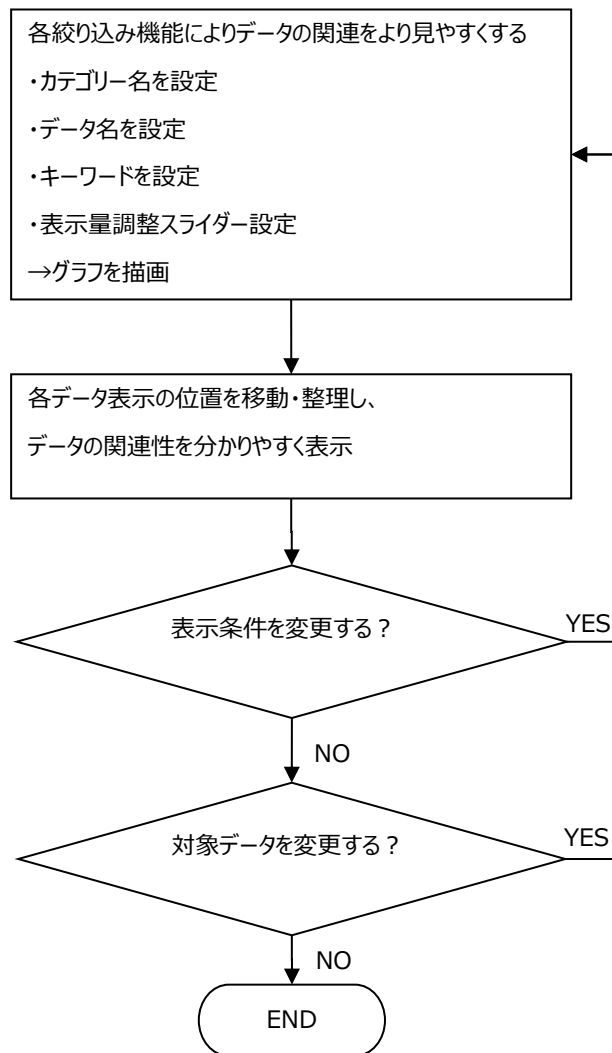 各絞り込み機能によりデータの関連をより見やすくする
・カテゴリー名を設定
・データ名を設定
・キーワードを設定
・表示量調整スライダー設定
→グラフを描画
各データ表示の位置を移動・整理し、
データの関連性を分かりやすく表示
表示条件を変更する？
YES
NO
対象データを変更する？
YES
NO
END